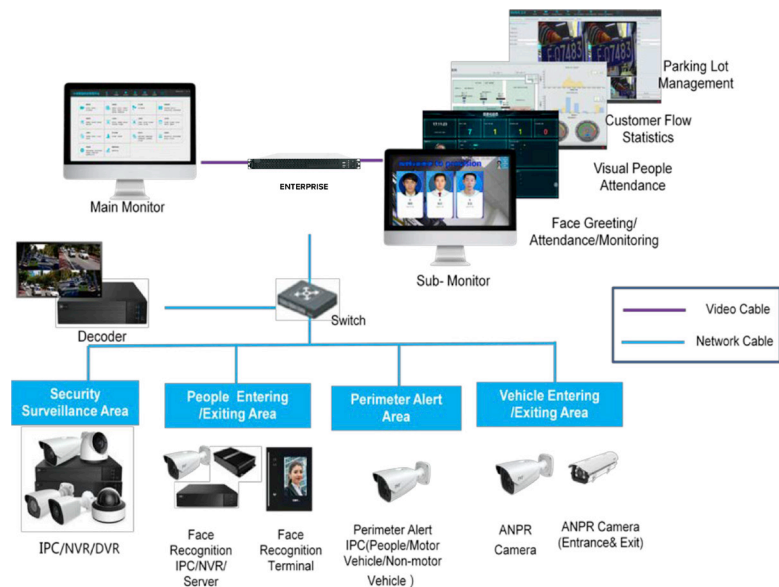 Parking Lot
Management
Customer Flow
Statistics
Visual People
Attendance
Main Monitor
ENTERPRISE
Face Greeting/
Attendance/Monitoring
Sub- Monitor
Decoder
Switch
Video Cable
Network Cable
Security
Surveillance Area
People Entering
/Exiting Area
Perimeter Alert
Area
Vehicle Entering
/Exiting Area
IPC/NVR/DVR
Face
Recognition
IPC/NVR/
Server
Face
Recognition
Terminal
Perimeter Alert
IPC(People/Motor
Vehicle/Non-motor
Vehicle )
ANPR
Camera
ANPR Camera
(Entrance& Exit)